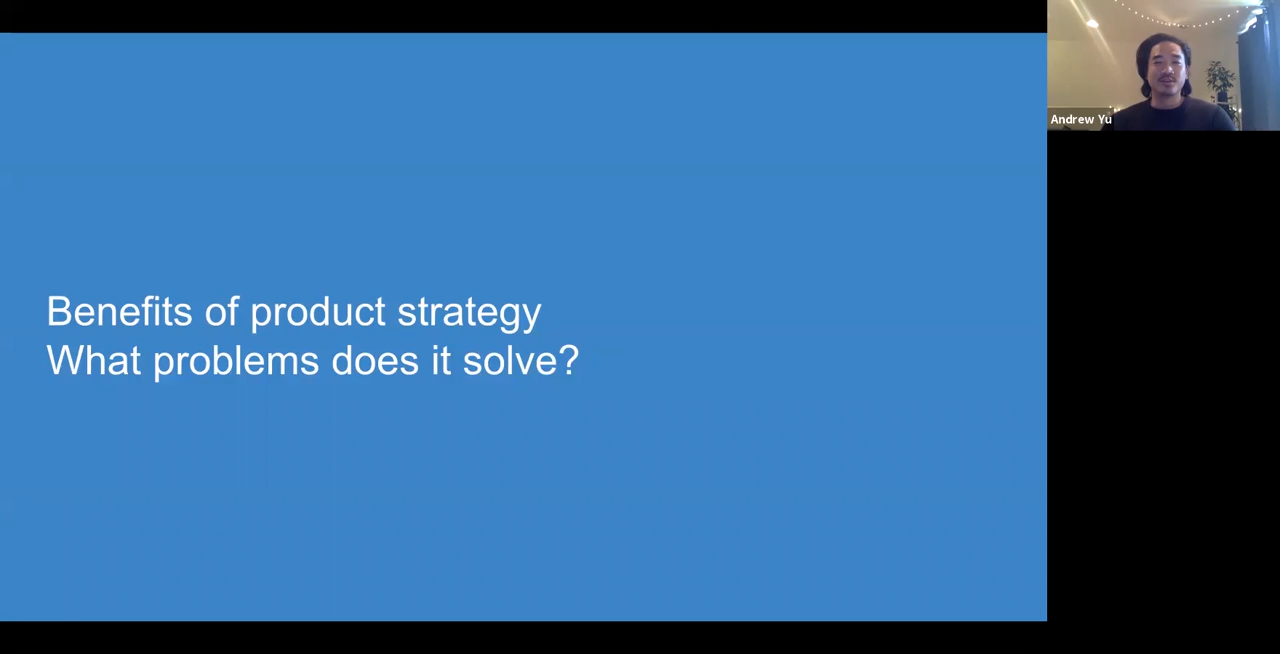 Benefits of product strategy
What problems does it solve?
Andrew Yu